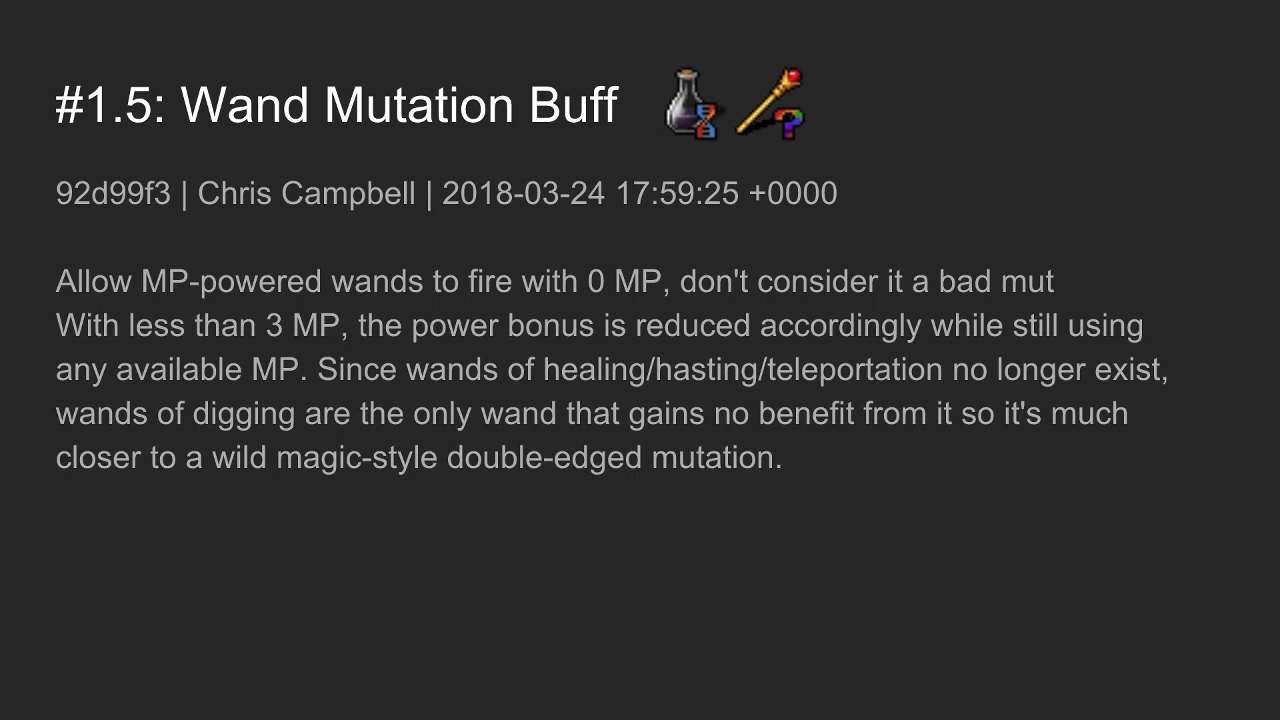 #1.5: Wand Mutation Buff
92d99f3 | Chris Campbell | 2018-03-24 17:59:25 +0000
Allow MP-powered wands to fire with 0 MP, don't consider it a bad mut
With less than 3 MP, the power bonus is reduced accordingly while still using
any available MP. Since wands of healing/hasting/teleportation no longer exist,
wands of digging are the only wand that gains no benefit from it so it's much
closer to a wild magic-style double-edged mutation.